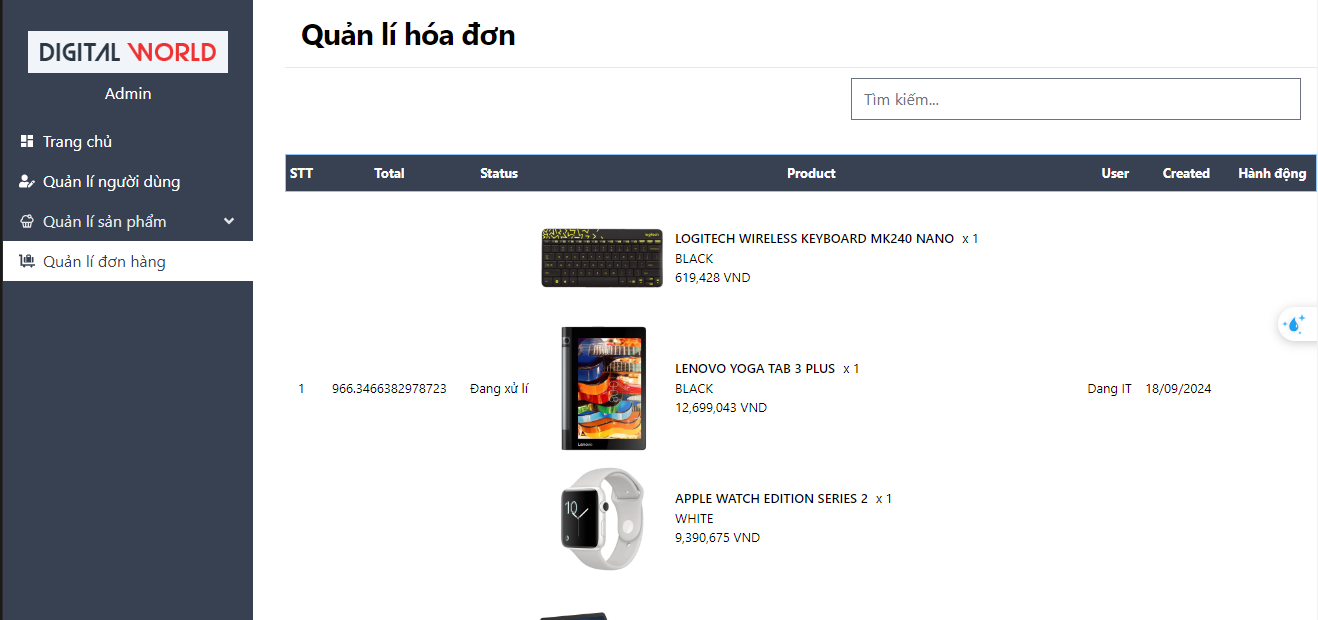 DIGITAL WORLD
Admin
Trang chủ
Quản lí người dùng
Quản lí sản phẩm
Quản lí đơn hàng
Quản lí hóa đơn
Tìm kiếm...
STT Total Status Product User Created Hành động
LOGITECH WIRELESS KEYBOARD MK240 NANO x 1
BLACK
619,428 VND
1 966.3466382978723 Đang xử lí Dang IT 18/09/2024
LENOVO YOGA TAB 3 PLUS x 1
BLACK
12,699,043 VND
APPLE WATCH EDITION SERIES 2 x 1
WHITE
9,390,675 VND